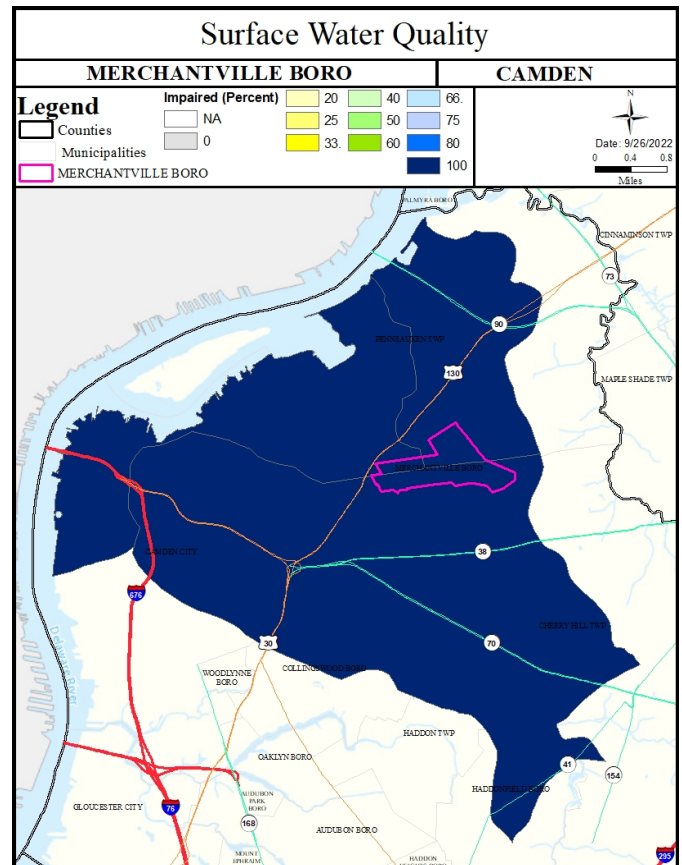 Surface Water Quality
MERCHANTVILLE BORO
CAMDEN
Legend
Counties
Municipalities
MERCHANTVILLE BORO
Impaired (Percent)
NA
0
20
25
33.
40
50
60
66.
75
80
100
N
Date: 9/26/2022
0 0.4 0.8
Miles
PALMYRA BORO
CINNAMINSON TWP
73
90
PENNSAUKEN TWP
130
MAPLE SHADE TWP
MERCHANTVILLE BORO
CAMDEN CITY
38
676
CHERRY HILL TWP
30
70
Delaware River
COLLINGSWOOD BORO
WOODLYNNE
BORO
HADDON TWP
OAKLYN BORO
41
154
HADDONFIELD BORO
AUDUBON
PARK
BORO
GLOUCESTER CITY
76
168
AUDUBON BORO
MOUNT
EPHRAIM
HADDON
295